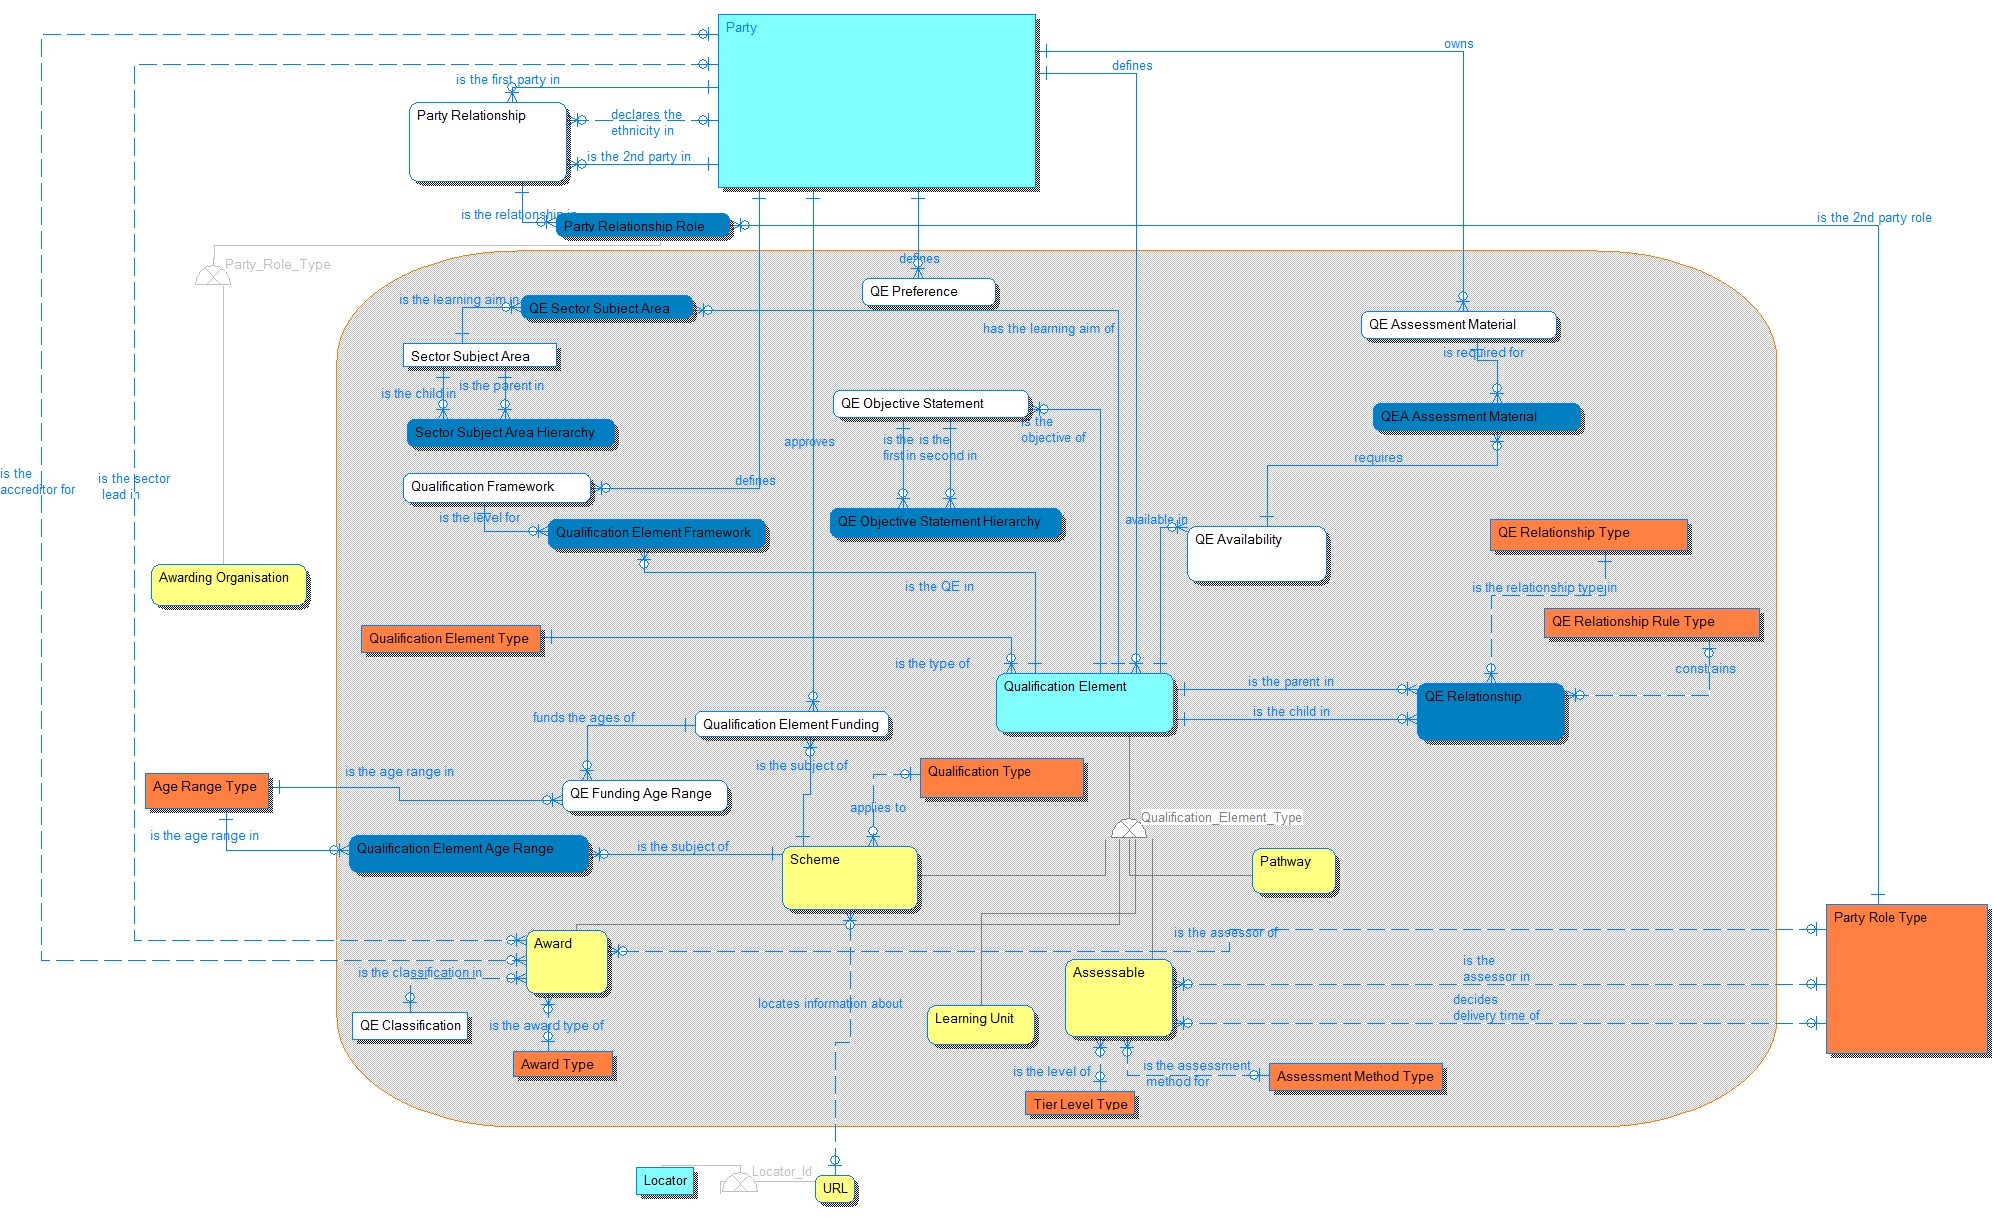 Party
owns
defines
is the first party in
Party Relationship
declares the
ethnicity in
is the 2nd party in
is the relationship in
Party Relationship Role
is the 2nd party role
Party_Role_Type
defines
QE Preference
is the learning aim in
QE Sector Subject Area
has the learning aim of
QE Assessment Material
is required for
Sector Subject Area
is the child in
is the parent in
Sector Subject Area Hierarchy
QE Objective Statement
is the
objective of
is the
first in
is the
second in
QE Objective Statement Hierarchy
approves
QEA Assessment Material
requires
is the
accreditor for
is the sector
lead in
Qualification Framework
defines
is the level for
Qualification Element Framework
is the QE in
available in
QE Availability
QE Relationship Type
is the relationship type in
Awarding Organisation
QE Relationship Rule Type
constrains
Qualification Element Type
is the type of
Qualification Element
is the parent in
is the child in
QE Relationship
funds the ages of
Qualification Element Funding
is the subject of
Qualification Type
applies to
Age Range Type
is the age range in
QE Funding Age Range
is the age range in
Qualification Element Age Range
is the subject of
Scheme
Qualification_Element_Type
Pathway
Party Role Type
Award
is the assessor of
is the classification in
QE Classification
is the award type of
Award Type
locates information about
Learning Unit
Assessable
is the
assessor in
decides
delivery time of
is the level of
Tier Level Type
is the assessment
method for
Assessment Method Type
Locator
Locator_Id
URL